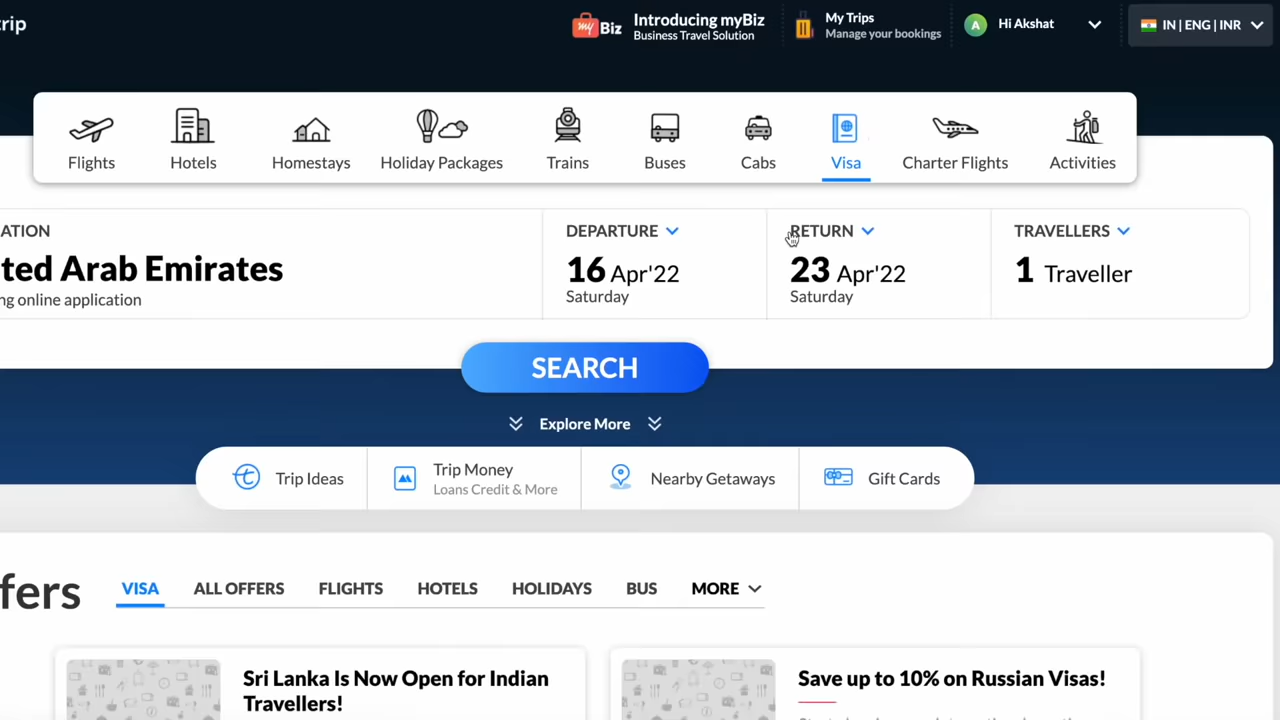 trip
my Biz
Introducing myBiz
Business Travel Solution
My Trips
Manage your bookings
A
Hi Akshat
IN | ENG | INR
Flights
Hotels
Homestays
Holiday Packages
Trains
Buses
Cabs
Visa
Charter Flights
Activities
ATION
ted Arab Emirates
ng online application
DEPARTURE
16 Apr'22
Saturday
RETURN
23 Apr'22
Saturday
TRAVELLERS
1 Traveller
SEARCH
Explore More
Trip Ideas
Trip Money
Loans Credit & More
Nearby Getaways
Gift Cards
fers
VISA
ALL OFFERS
FLIGHTS
HOTELS
HOLIDAYS
BUS
MORE
Sri Lanka Is Now Open for Indian
Travellers!
Save up to 10% on Russian Visas!